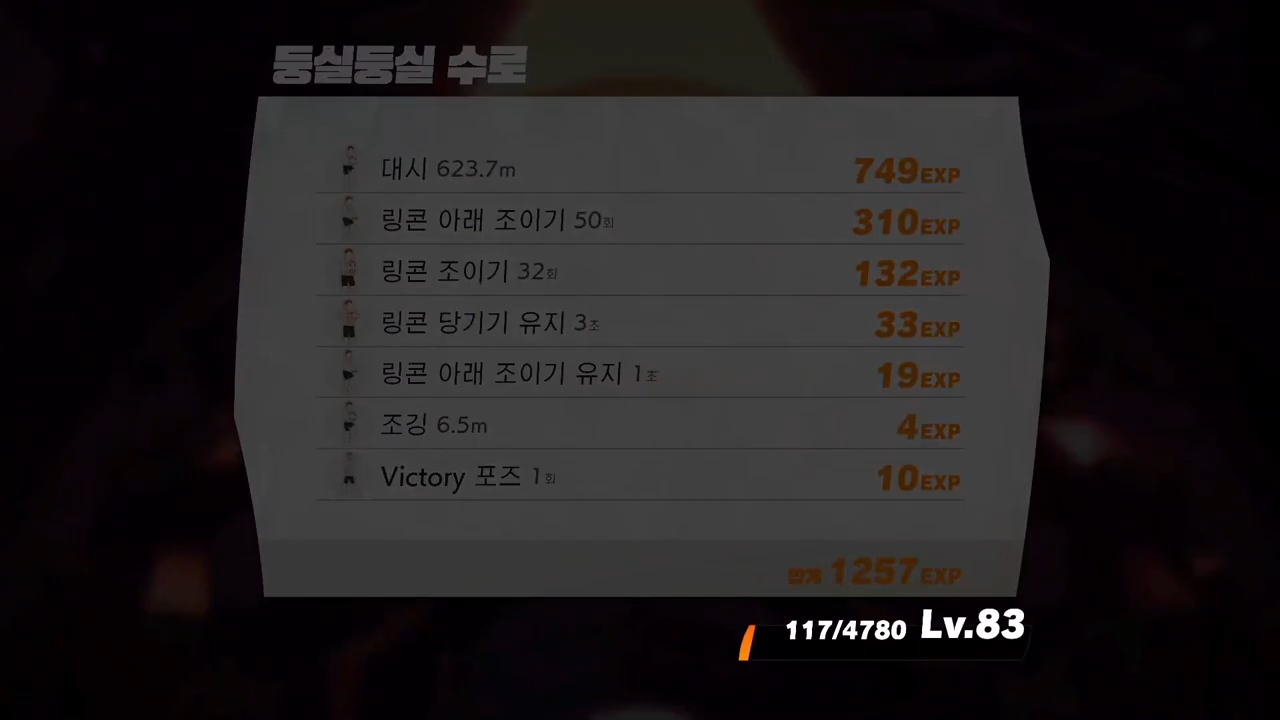 둥실둥실 수로
대시 623.7m 749EXP
링콘 아래 조이기 50회 310EXP
링콘 조이기 32회 132EXP
링콘 당기기 유지 3초 33EXP
링콘 아래 조이기 유지 1초 19EXP
조깅 6.5m 4EXP
Victory 포즈 1회 10EXP
합계 1257EXP
117/4780 Lv.83